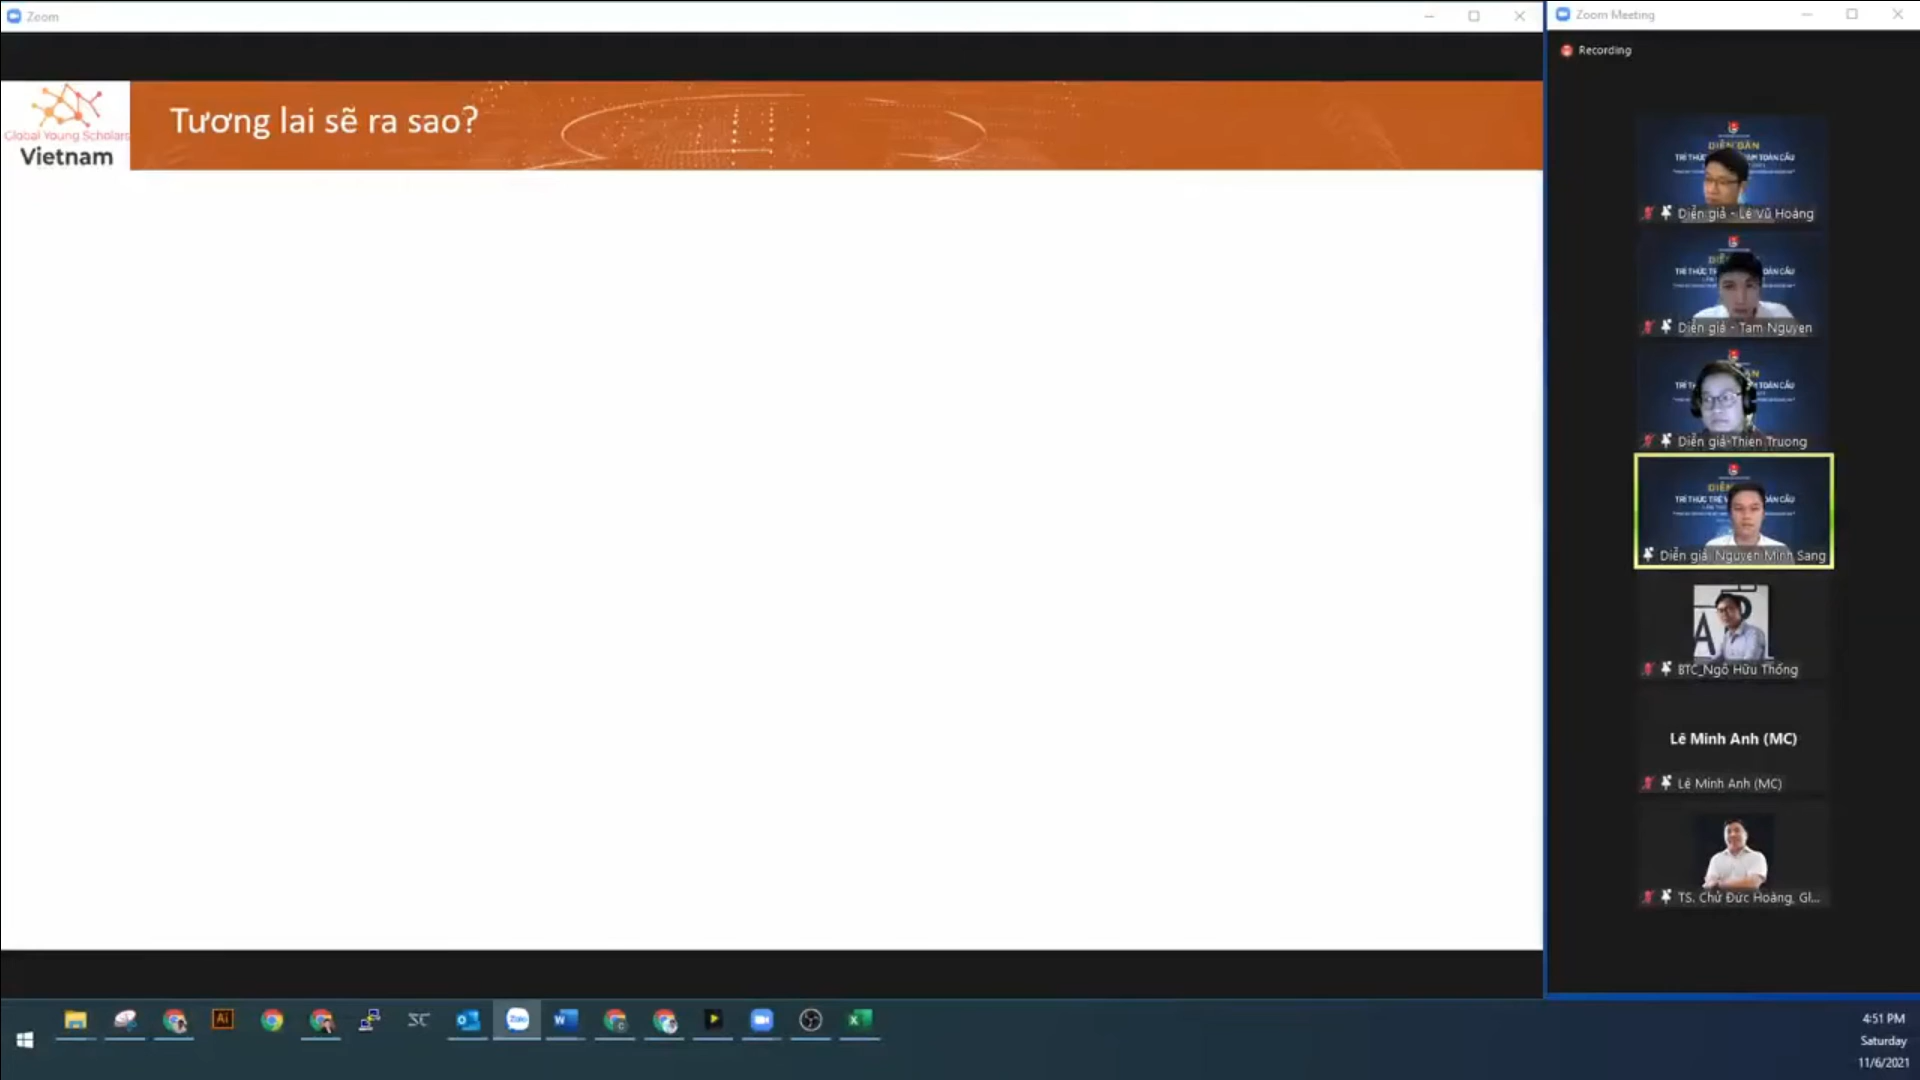 Zoom
Global Young Scholars
Vietnam
Tương lai sẽ ra sao?
Zoom Meeting
Recording
Diễn giả - Lê Vũ Hoàng
Diễn giả - Tam Nguyen
Diễn giả-Thien Truong
Diễn giả Nguyen Minh Sang
BTC_Ngô Hữu Thống
Lê Minh Anh (MC)
Lê Minh Anh (MC)
TS. Chử Đức Hoàng, Gl...
Ai
Zalo
4:51 PM
Saturday
11/6/2021